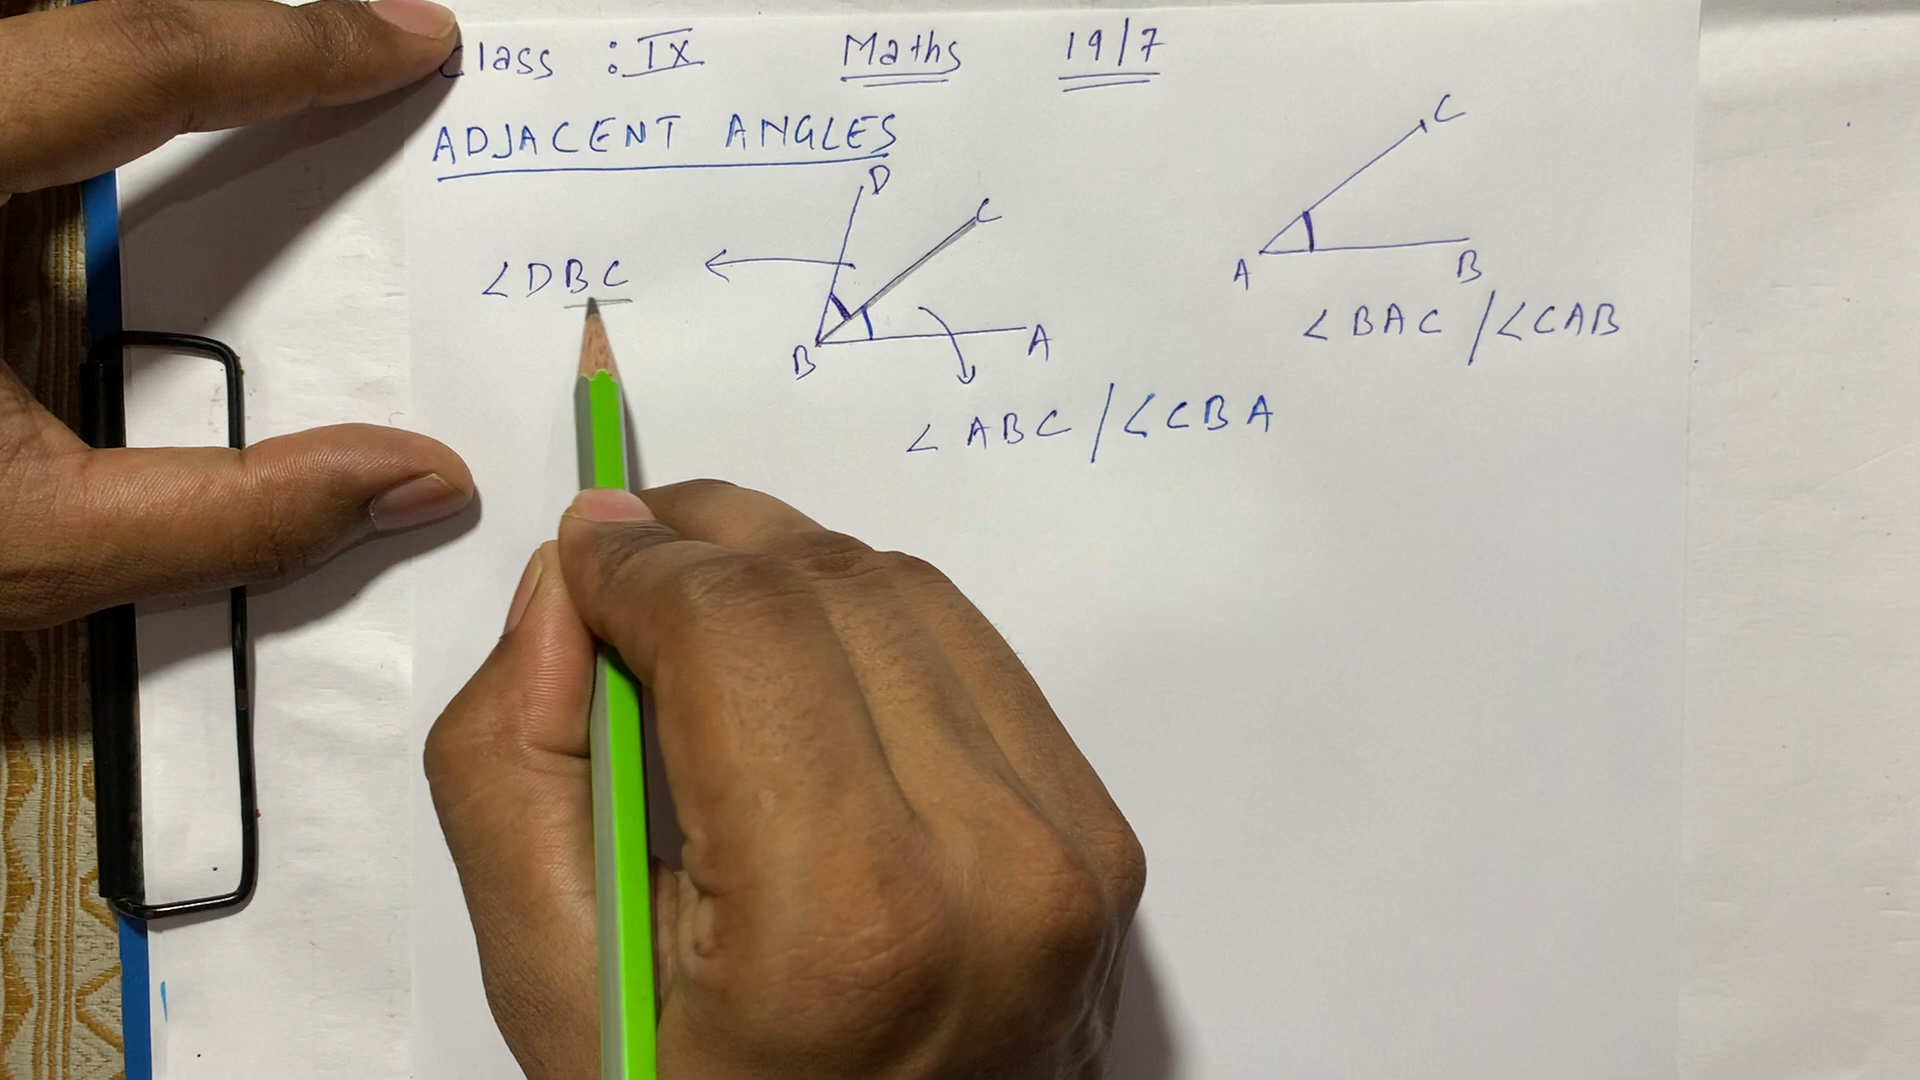 Class : IX Maths 19/7
ADJACENT ANGLES
D
C
C
∠DBC
A
B
A
B
∠BAC / ∠CAB
∠ABC / ∠CBA